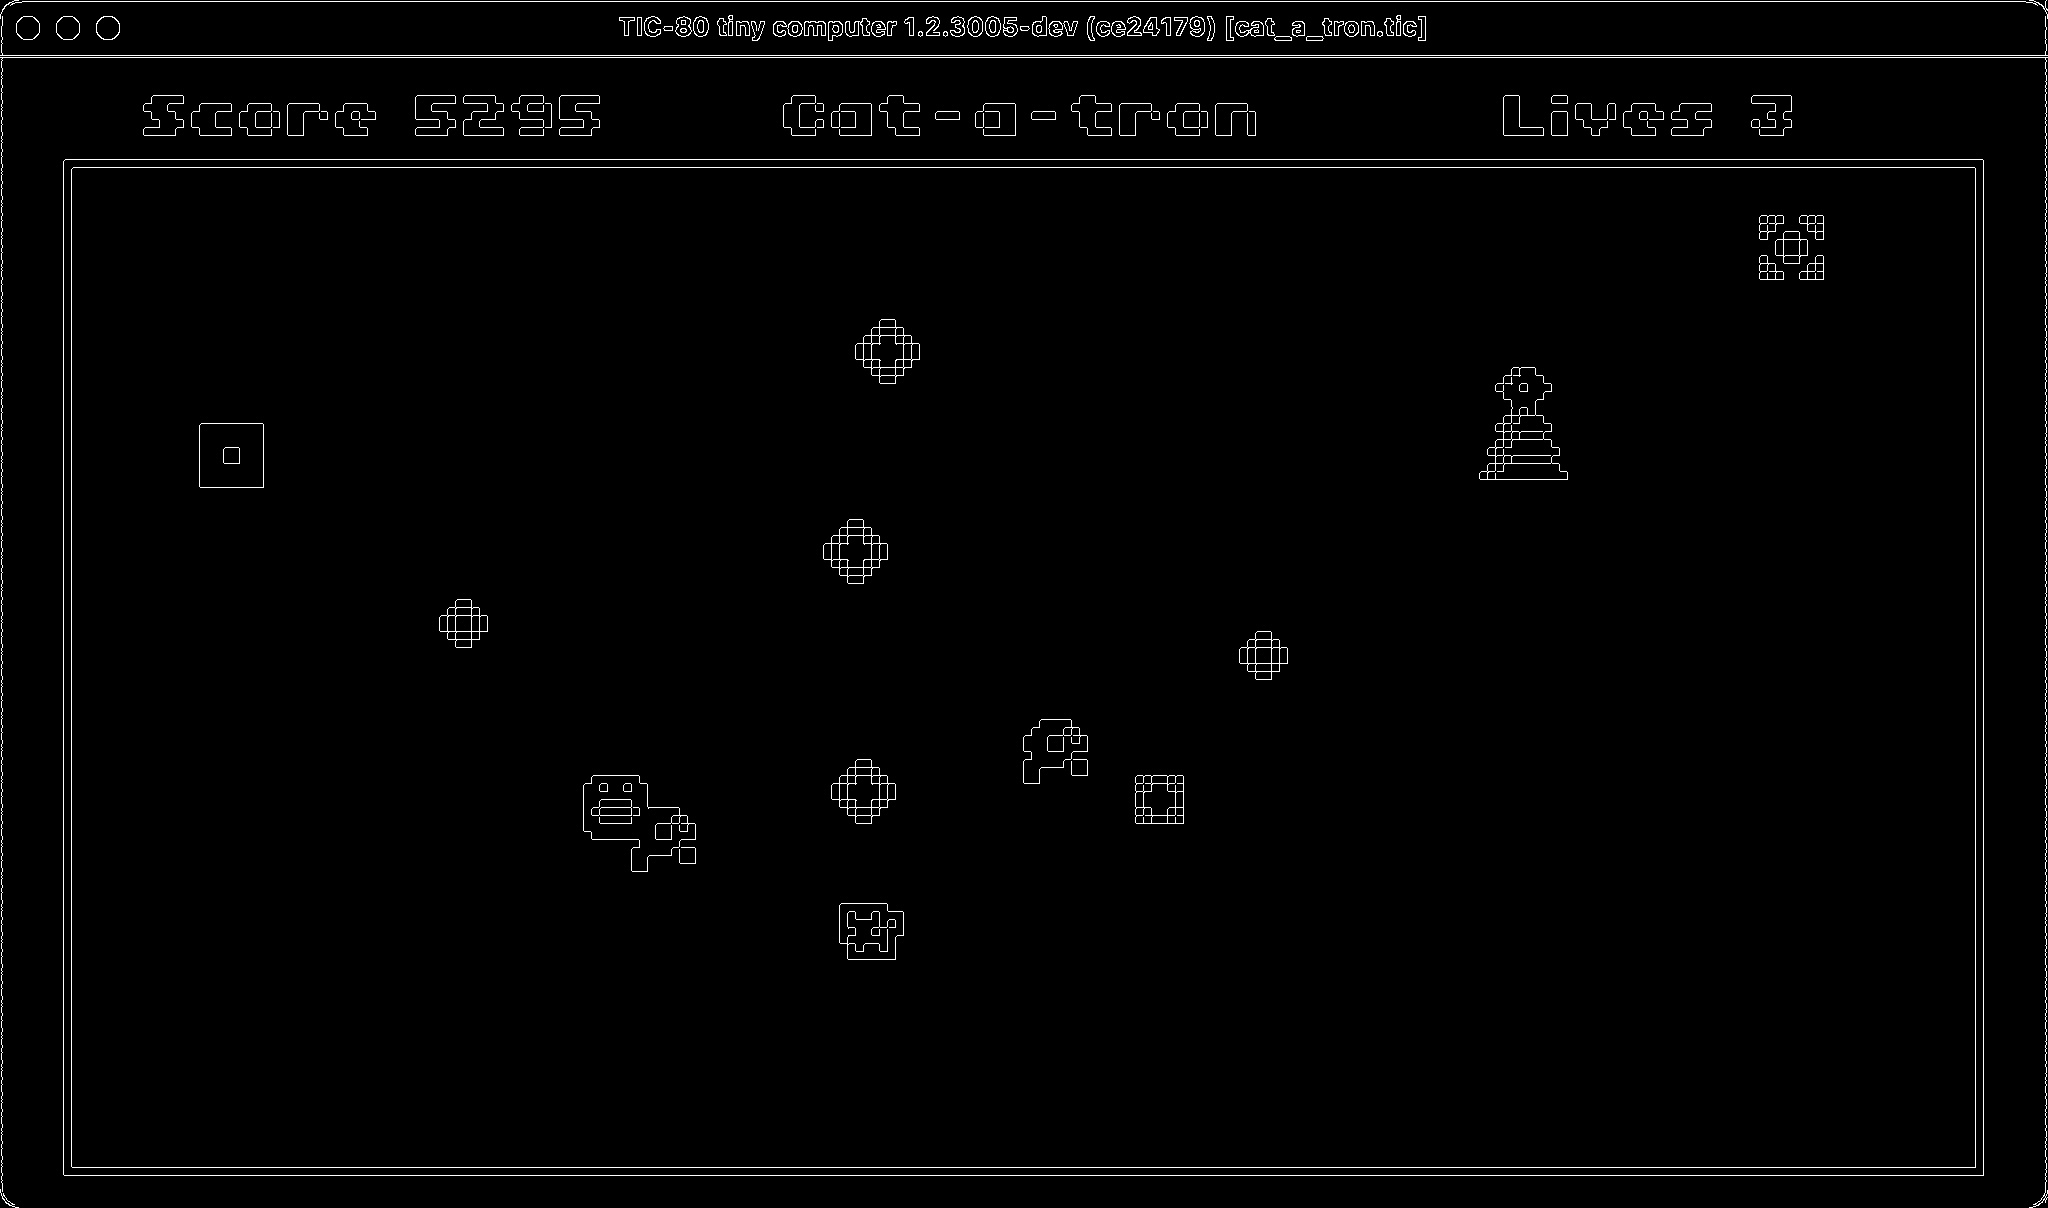 TIC-80 tiny computer 1.2.3005-dev (ce24179) [cat_a_tron.tic]
Score 5295 Cat-a-tron Lives 3